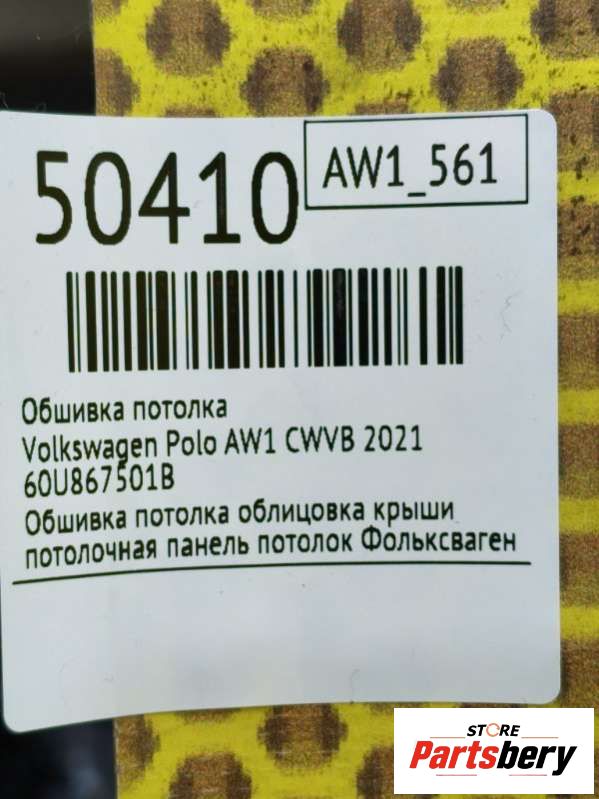 50410
AW1_561
Обшивка потолка
Volkswagen Polo AW1 CWVB 2021
60U867501B
Обшивка потолка облицовка крыши
потолочная панель потолок Фольксваген
STORE
Partsbery